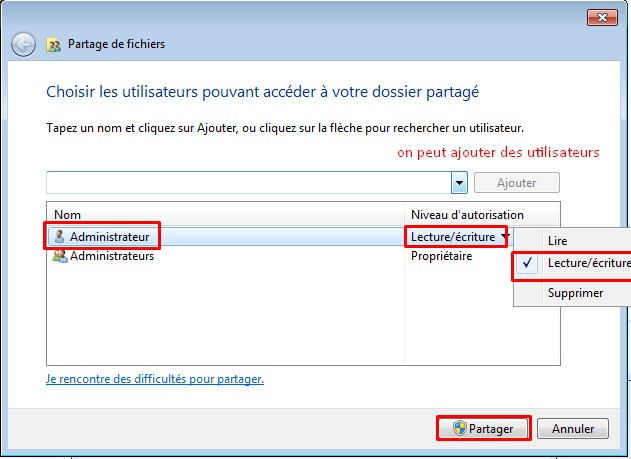 Partage de fichiers
Choisir les utilisateurs pouvant accéder à votre dossier partagé
Tapez un nom et cliquez sur Ajouter, ou cliquez sur la flèche pour rechercher un utilisateur.
on peut ajouter des utilisateurs
Ajouter
Nom Niveau d'autorisation
Administrateur Lecture/écriture
Administrateurs Propriétaire
Lire
Lecture/écriture
Supprimer
Je rencontre des difficultés pour partager.
Partager Annuler